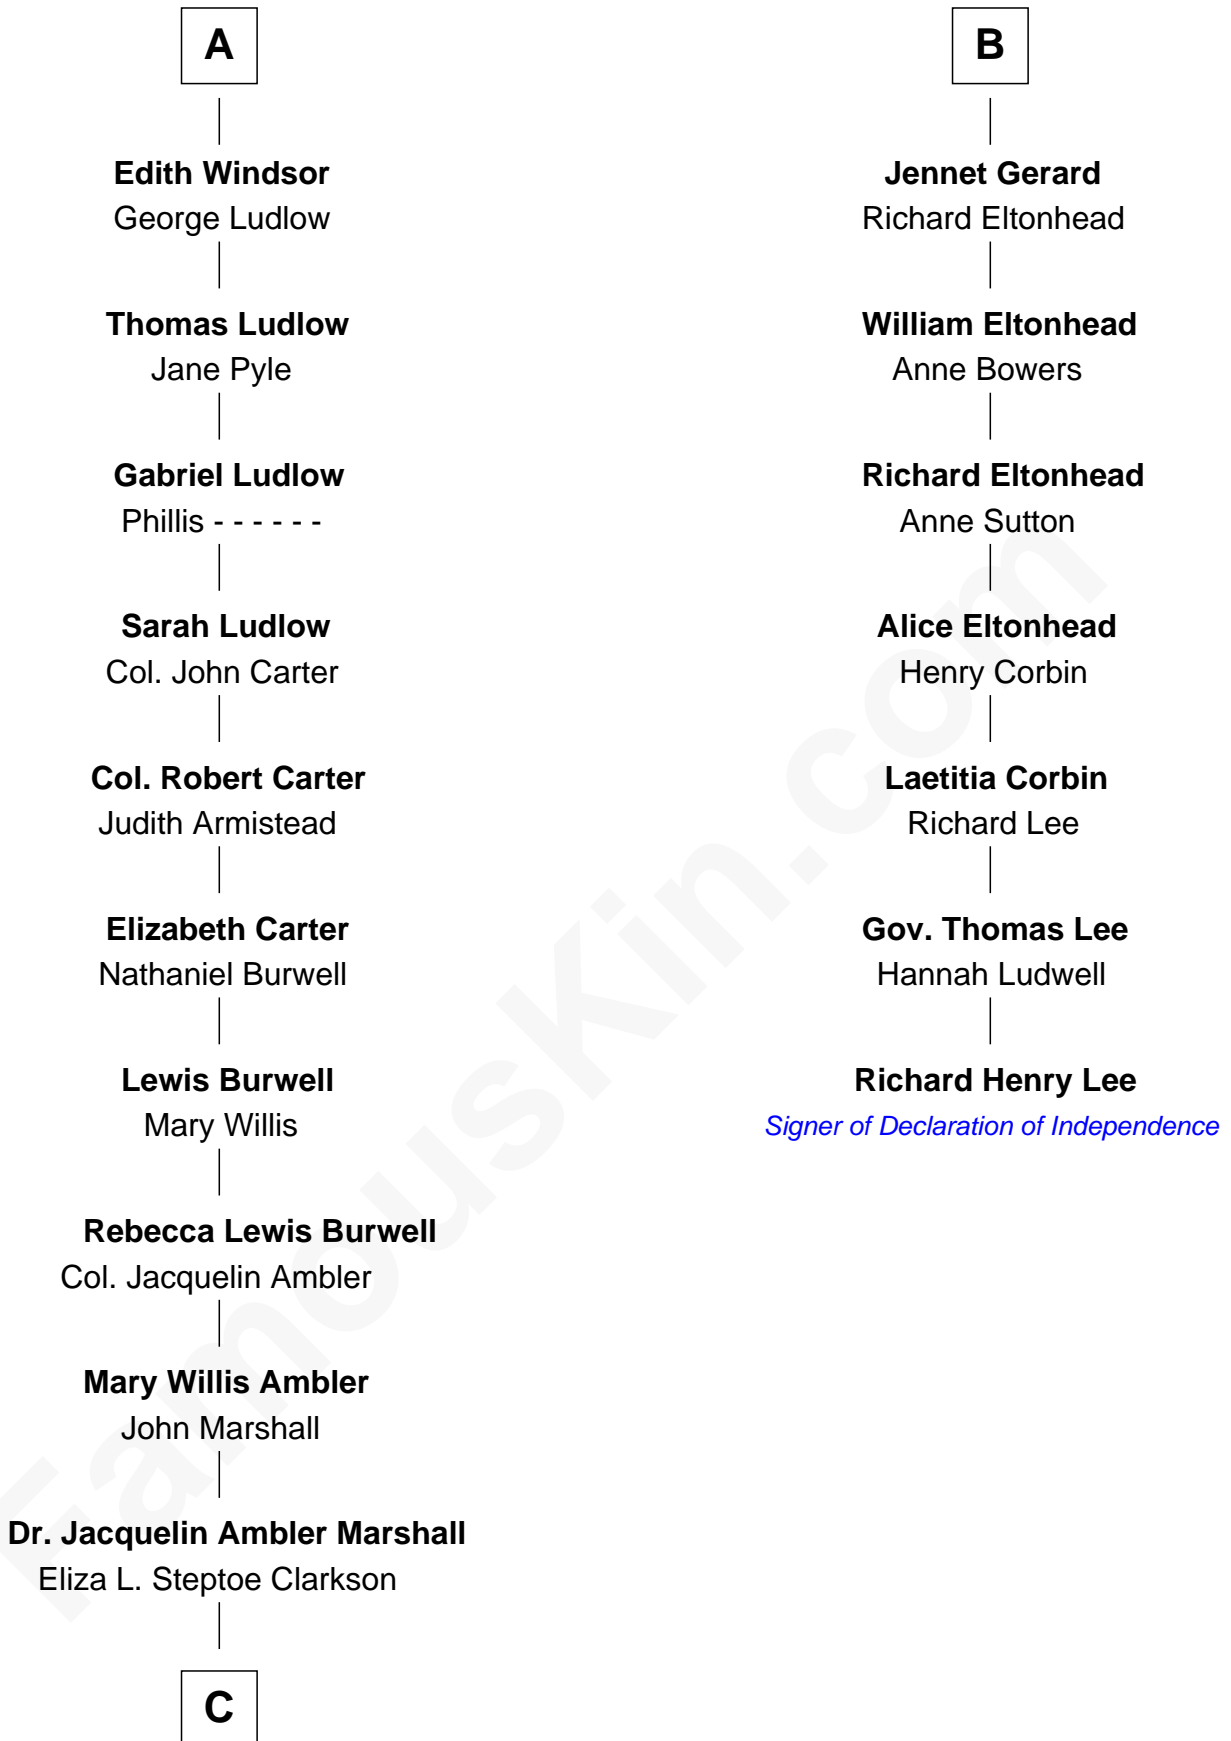 A
Edith Windsor
George Ludlow
Thomas Ludlow
Jane Pyle
Gabriel Ludlow
Phillis - - - - - -
Sarah Ludlow
Col. John Carter
Col. Robert Carter
Judith Armistead
Elizabeth Carter
Nathaniel Burwell
Lewis Burwell
Mary Willis
Rebecca Lewis Burwell
Col. Jacquelin Ambler
Mary Willis Ambler
John Marshall
Dr. Jacquelin Ambler Marshall
Eliza L. Steptoe Clarkson
C
B
Jennet Gerard
Richard Eltonhead
William Eltonhead
Anne Bowers
Richard Eltonhead
Anne Sutton
Alice Eltonhead
Henry Corbin
Laetitia Corbin
Richard Lee
Gov. Thomas Lee
Hannah Ludwell
Richard Henry Lee
Signer of Declaration of Independence
FamousKin.com